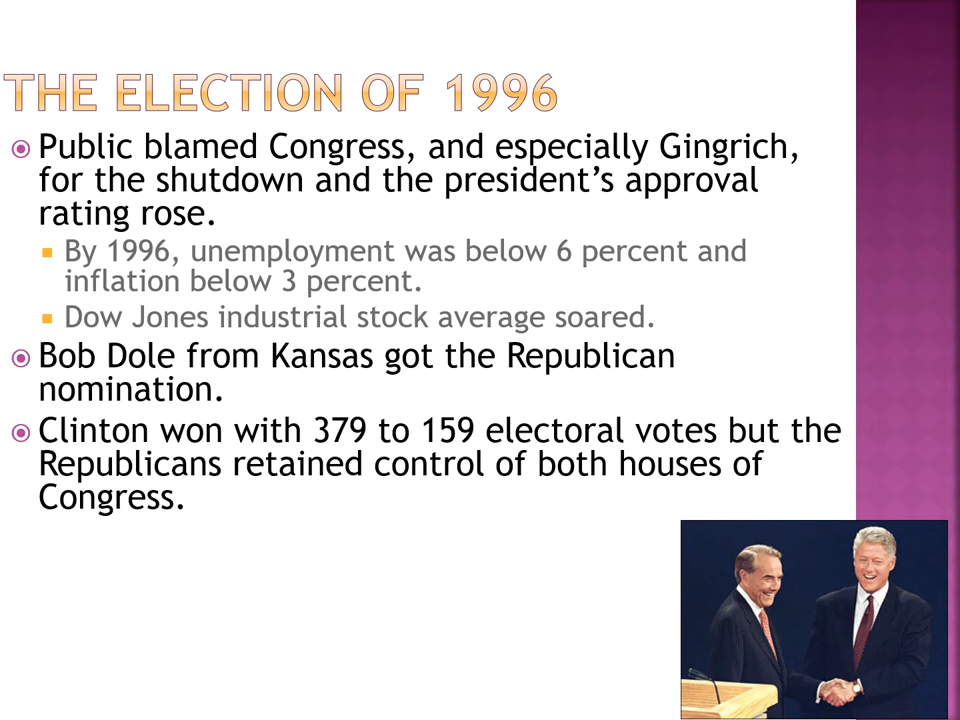 THE ELECTION OF 1996
Public blamed Congress, and especially Gingrich,
for the shutdown and the president's approval
rating rose.
By 1996, unemployment was below 6 percent and
inflation below 3 percent.
Dow Jones industrial stock average soared.
Bob Dole from Kansas got the Republican
nomination.
Clinton won with 379 to 159 electoral votes but the
Republicans retained control of both houses of
Congress.